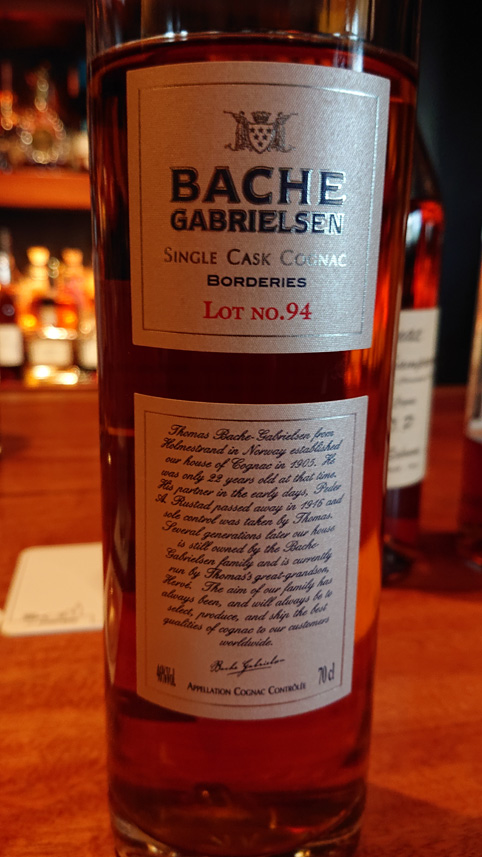 BACHE
GABRIELSEN
SINGLE CASK COGNAC
BORDERIES
LOT NO.94
Thomas Bache-Gabrielsen from
Holmestrand in Norway established
our house of Cognac in 1905. He
was only 22 years old at that time.
His partner in the early days, Peder
A. Rustad passed away in 1916 and
sole control was taken by Thomas.
Several generations later our house
is still owned by the Bache-
Gabrielsen family and is currently
run by Thomas's great-grandson,
Hervé. The aim of our family has
always been, and will always be to
select, produce, and ship the best
qualities of cognac to our customers
worldwide.
Bache Gabrielsen
70 cl
APPELLATION COGNAC CONTRÔLÉE